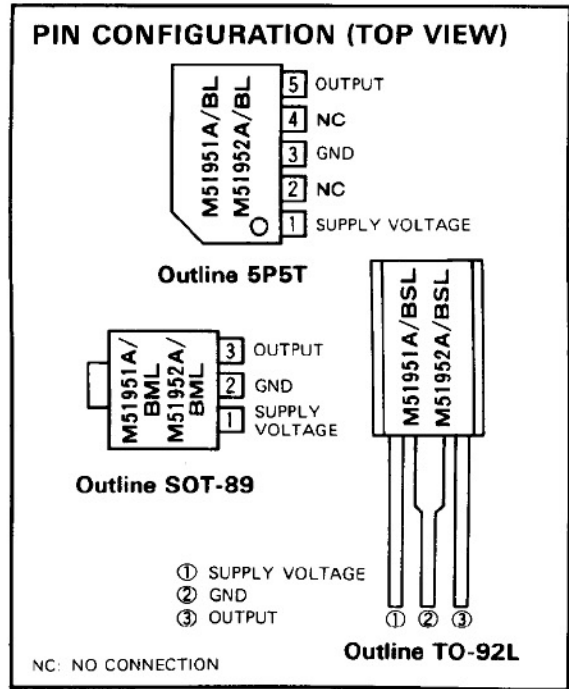 PIN CONFIGURATION (TOP VIEW)
M51951A/BL
M51952A/BL
5 OUTPUT
4 NC
3 GND
2 NC
1 SUPPLY VOLTAGE
Outline 5P5T
M51951A/
BML
M51952A/
BML
3 OUTPUT
2 GND
1 SUPPLY
VOLTAGE
Outline SOT-89
M51951A/BSL
M51952A/BSL
① SUPPLY VOLTAGE
② GND
③ OUTPUT
① ② ③
Outline TO-92L
NC: NO CONNECTION